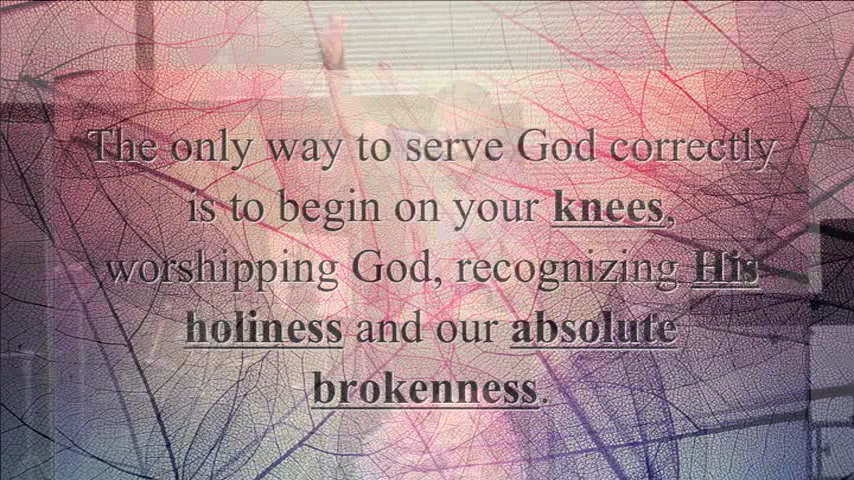 The only way to serve God correctly
is to begin on your knees,
worshipping God, recognizing His
holiness and our absolute
brokenness.